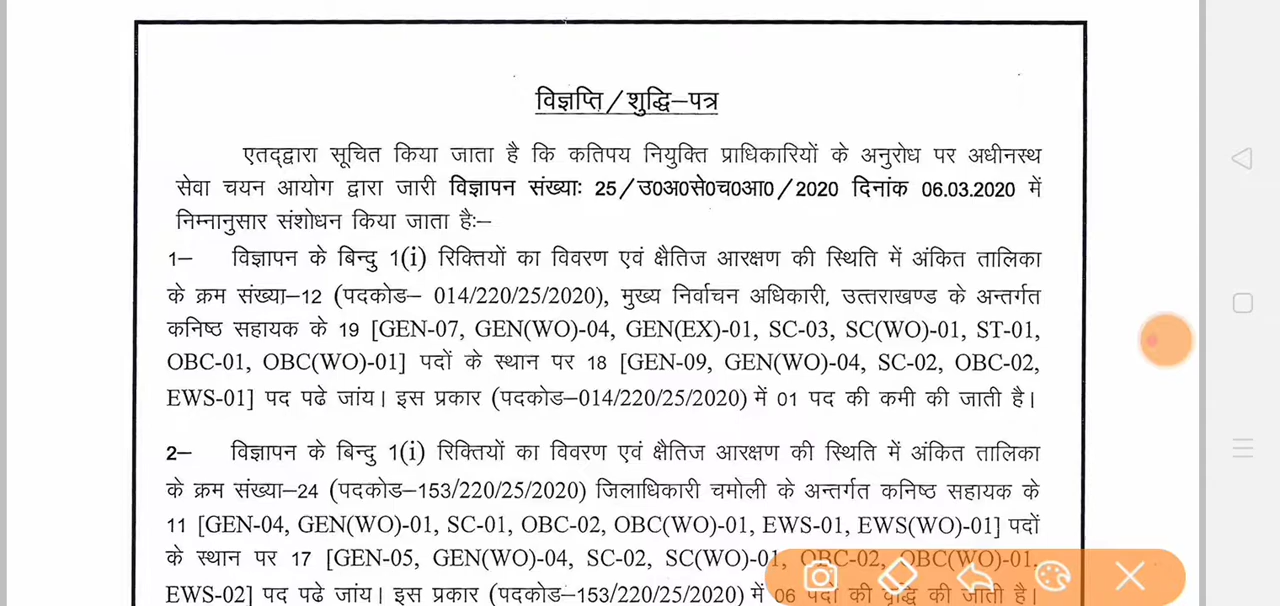 विज्ञप्ति/शुद्धि–पत्र
एतद्द्वारा सूचित किया जाता है कि कतिपय नियुक्ति प्राधिकारियों के अनुरोध पर अधीनस्थ
सेवा चयन आयोग द्वारा जारी विज्ञापन संख्याः 25/उ0अ0से0च0आ0/2020 दिनांक 06.03.2020 में
निम्नानुसार संशोधन किया जाता हैः–
1– विज्ञापन के बिन्दु 1(i) रिक्तियों का विवरण एवं क्षैतिज आरक्षण की स्थिति में अंकित तालिका
के क्रम संख्या–12 (पदकोड– 014/220/25/2020), मुख्य निर्वाचन अधिकारी, उत्तराखण्ड के अन्तर्गत
कनिष्ठ सहायक के 19 [GEN-07, GEN(WO)-04, GEN(EX)-01, SC-03, SC(WO)-01, ST-01,
OBC-01, OBC(WO)-01] पदों के स्थान पर 18 [GEN-09, GEN(WO)-04, SC-02, OBC-02,
EWS-01] पद पढे जांय। इस प्रकार (पदकोड–014/220/25/2020) में 01 पद की कमी की जाती है।
2– विज्ञापन के बिन्दु 1(i) रिक्तियों का विवरण एवं क्षैतिज आरक्षण की स्थिति में अंकित तालिका
के क्रम संख्या–24 (पदकोड–153/220/25/2020) जिलाधिकारी चमोली के अन्तर्गत कनिष्ठ सहायक के
11 [GEN-04, GEN(WO)-01, SC-01, OBC-02, OBC(WO)-01, EWS-01, EWS(WO)-01] पदों
के स्थान पर 17 [GEN-05, GEN(WO)-04, SC-02, SC(WO)-01, OBC-02, OBC(WO)-01,
EWS-02] पद पढे जांय। इस प्रकार (पदकोड–153/220/25/2020) में 06 पदों की वृद्धि की जाती है।